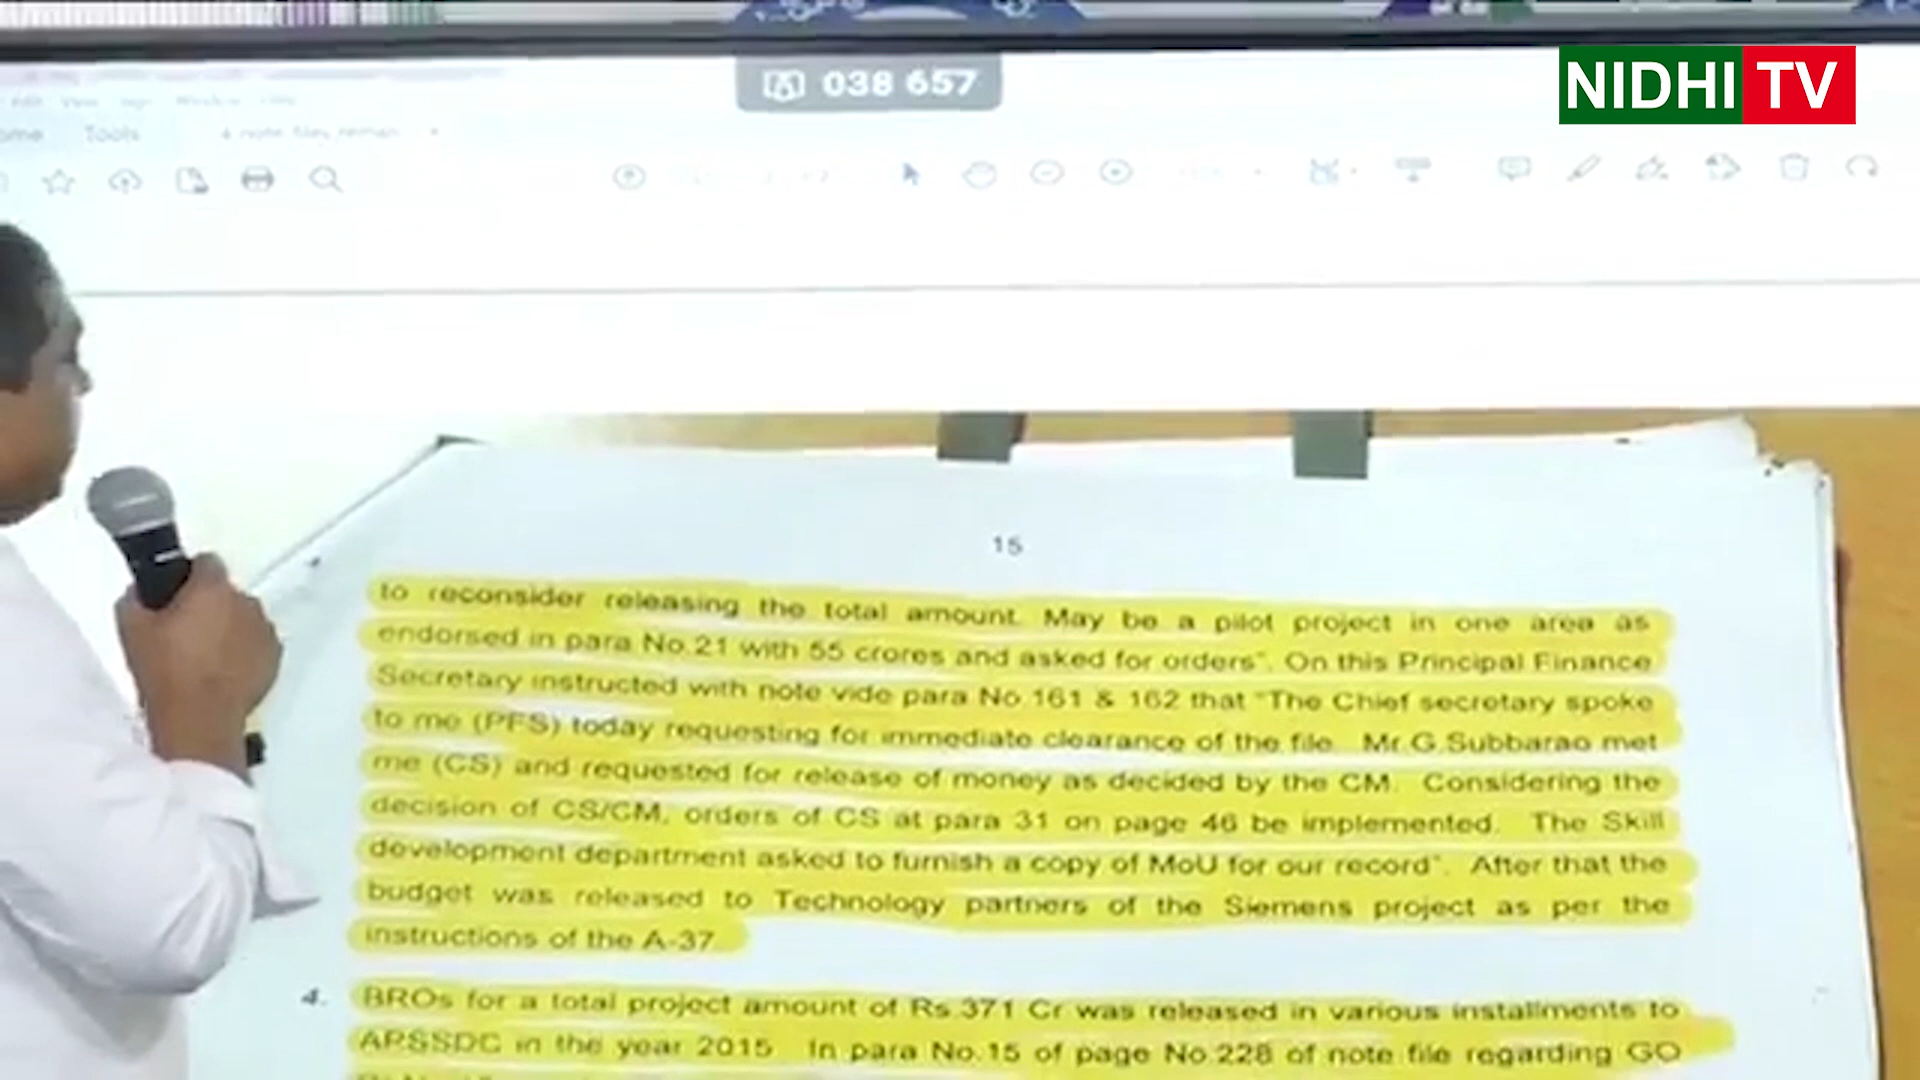 038 657
NIDHI TV
Tools
15
to reconsider releasing the total amount. May be a pilot project in one area as
endorsed in para No.21 with 55 crores and asked for orders". On this Principal Finance
Secretary instructed with note vide para No.161 & 162 that "The Chief secretary spoke
to me (PFS) today requesting for immediate clearance of the file. Mr.G.Subbarao met
me (CS) and requested for release of money as decided by the CM. Considering the
decision of CS/CM, orders of CS at para 31 on page 46 be implemented. The Skill
development department asked to furnish a copy of MoU for our record". After that the
budget was released to Technology partners of the Siemens project as per the
instructions of the A-37.
4. BROs for a total project amount of Rs.371 Cr was released in various installments to
APSSDC in the year 2015. In para No.15 of page No.228 of note file regarding GO